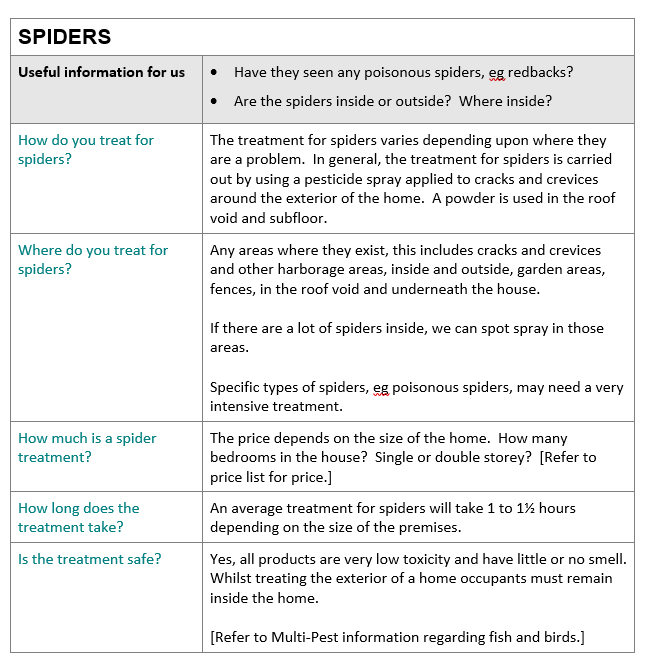 SPIDERS
Useful information for us
• Have they seen any poisonous spiders, eg redbacks?
• Are the spiders inside or outside?  Where inside?
How do you treat for
spiders?
The treatment for spiders varies depending upon where they
are a problem.  In general, the treatment for spiders is carried
out by using a pesticide spray applied to cracks and crevices
around the exterior of the home.  A powder is used in the roof
void and subfloor.
Where do you treat for
spiders?
Any areas where they exist, this includes cracks and crevices
and other harborage areas, inside and outside, garden areas,
fences, in the roof void and underneath the house.
If there are a lot of spiders inside, we can spot spray in those
areas.
Specific types of spiders, eg poisonous spiders, may need a very
intensive treatment.
How much is a spider
treatment?
The price depends on the size of the home.  How many
bedrooms in the house?  Single or double storey?  [Refer to
price list for price.]
How long does the
treatment take?
An average treatment for spiders will take 1 to 1½ hours
depending on the size of the premises.
Is the treatment safe?
Yes, all products are very low toxicity and have little or no smell.
Whilst treating the exterior of a home occupants must remain
inside the home.
[Refer to Multi-Pest information regarding fish and birds.]